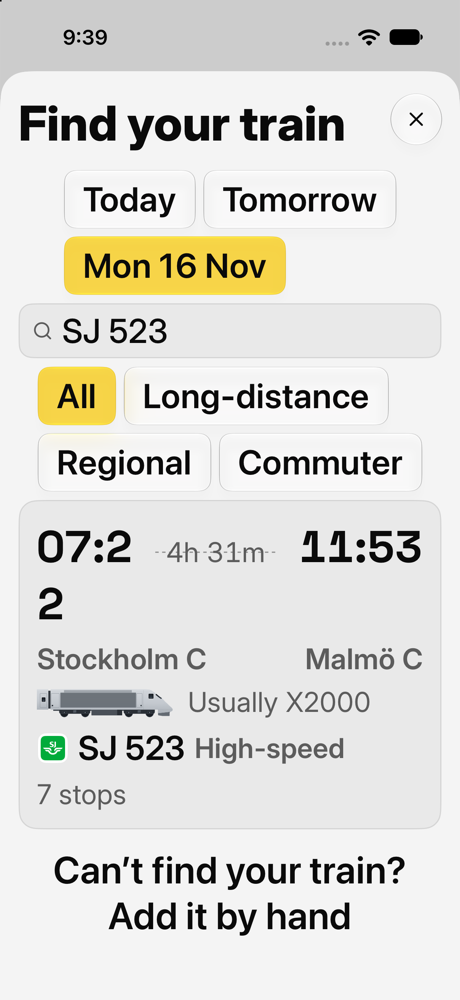 9:39
Find your train
Today Tomorrow
Mon 16 Nov
SJ 523
All Long-distance
Regional Commuter
07:2 4h 31m 11:53
2
Stockholm C Malmö C
Usually X2000
SJ SJ 523 High-speed
7 stops
Can’t find your train?
Add it by hand